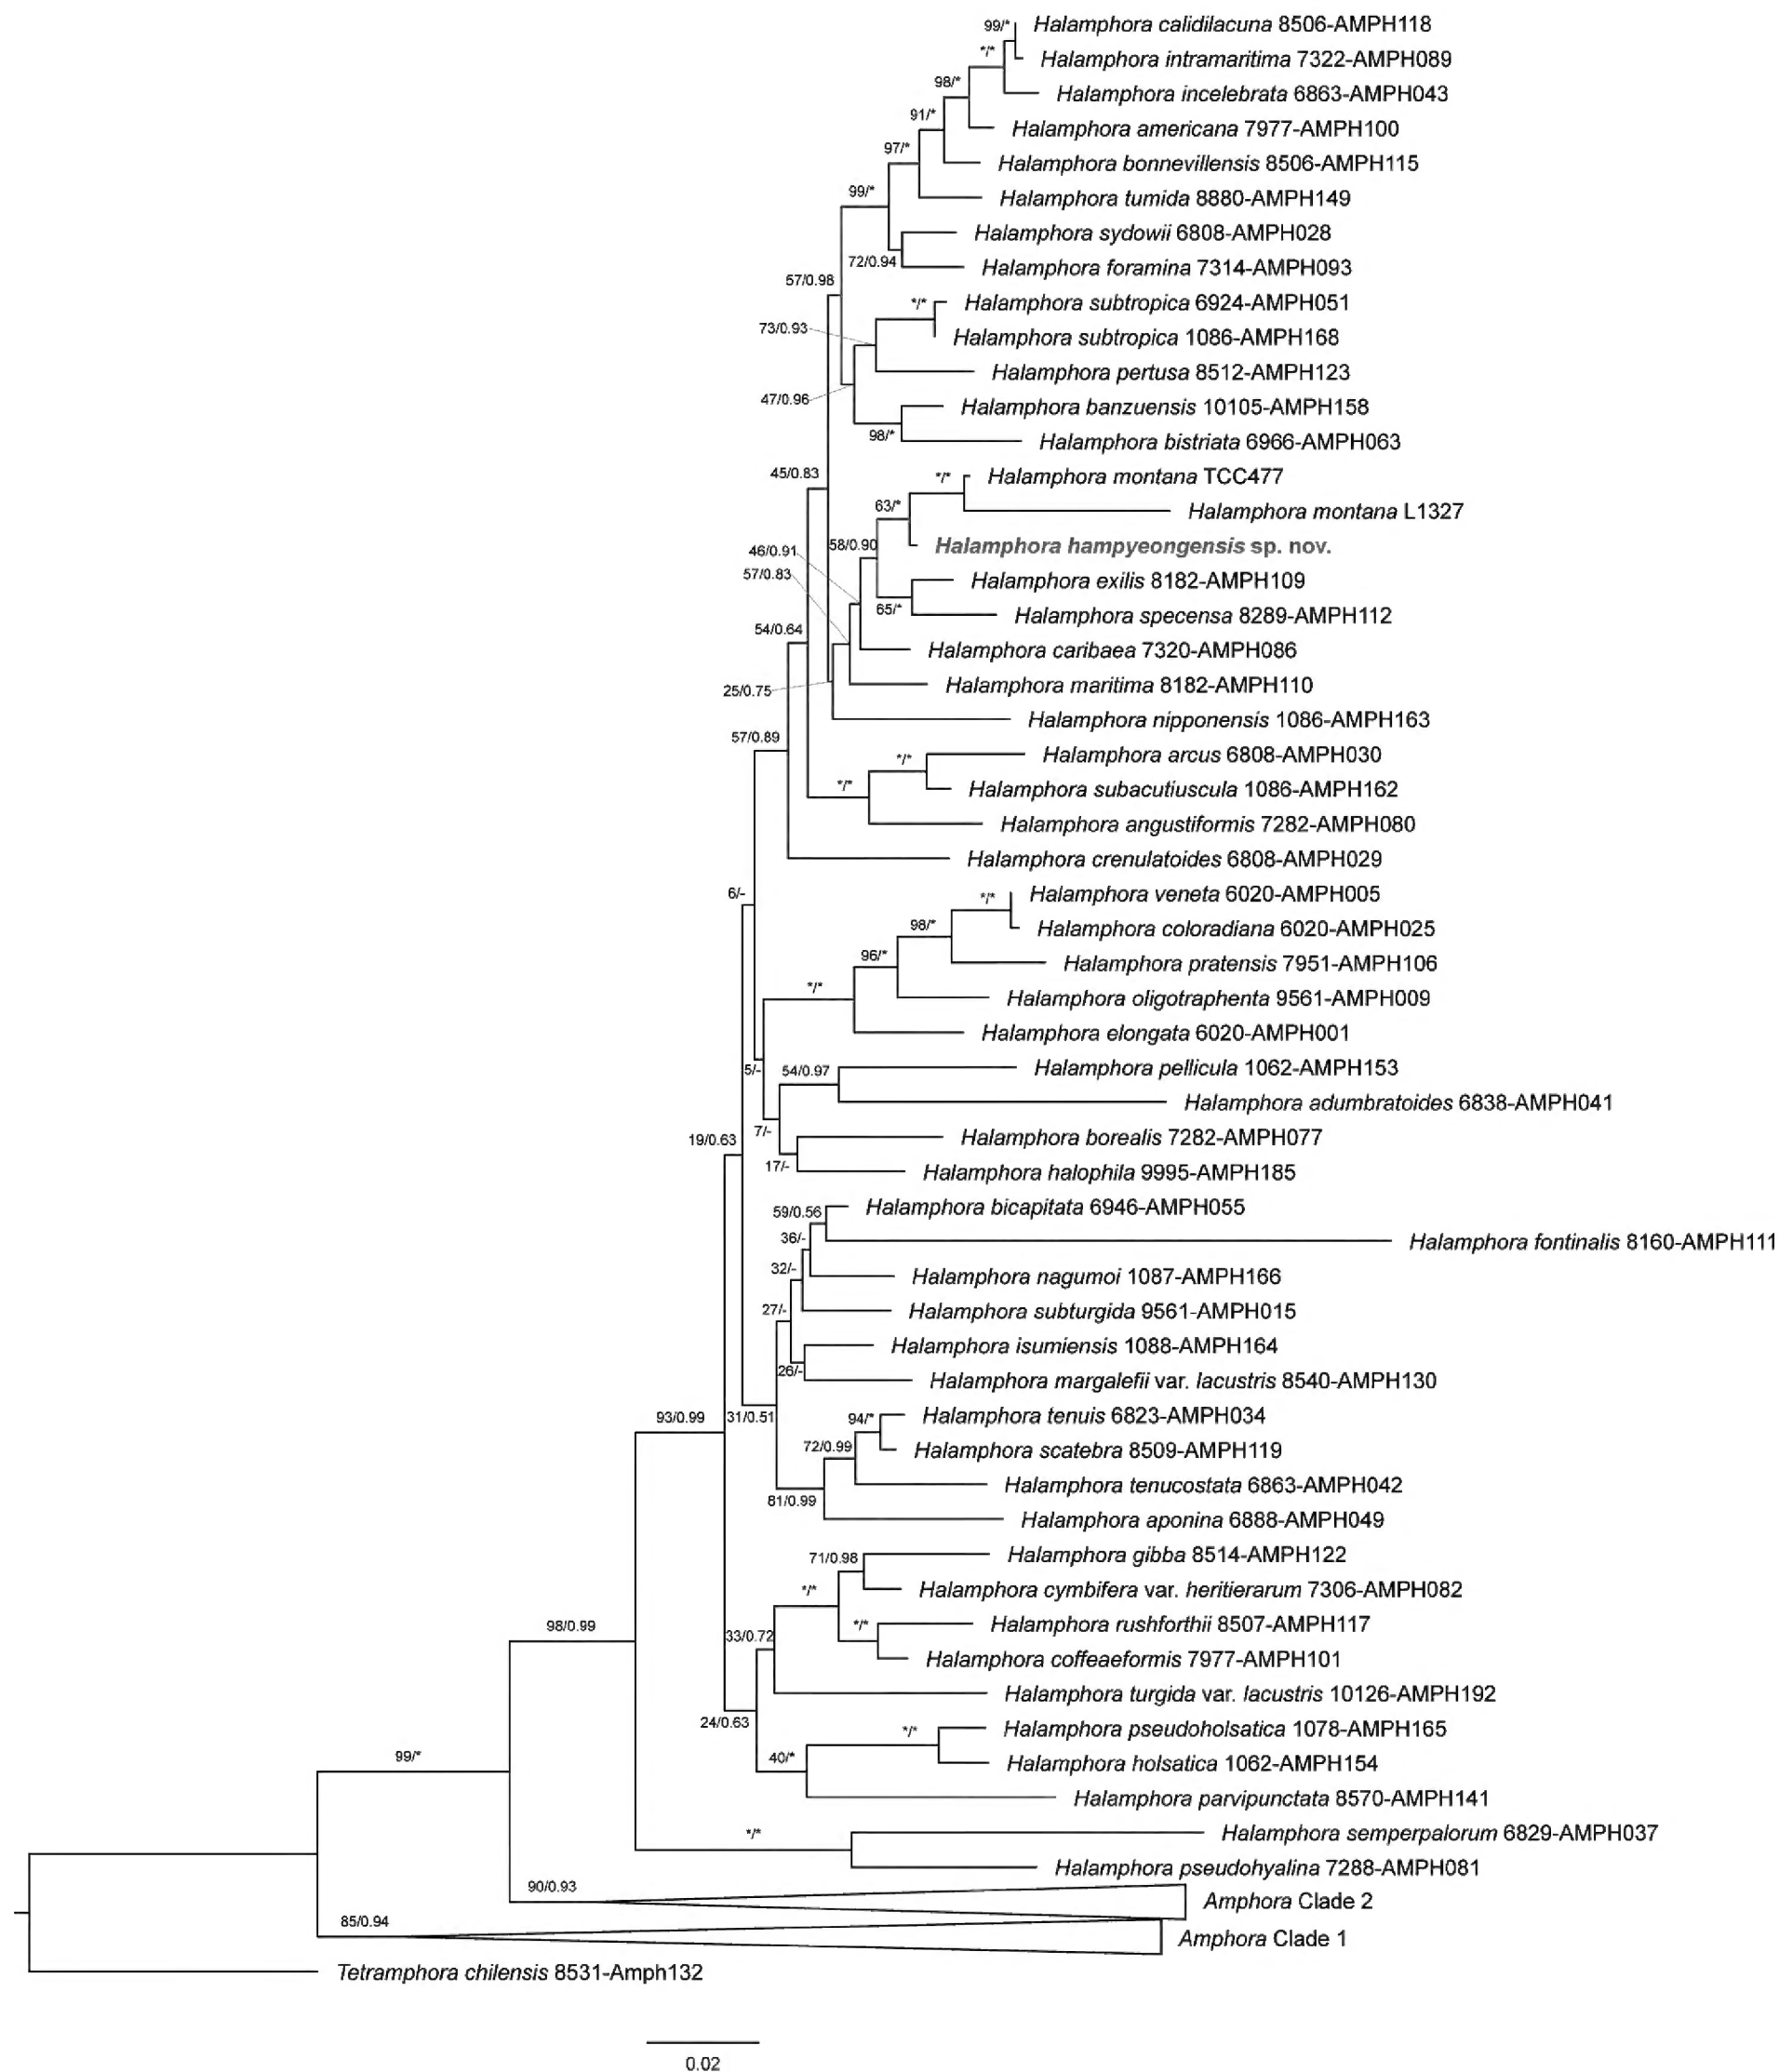 99/*
Halamphora calidilacuna 8506-AMPH118
*/*
Halamphora intramaritima 7322-AMPH089
98/*
Halamphora incelebrata 6863-AMPH043
91/*
Halamphora americana 7977-AMPH100
97/*
Halamphora bonnevillensis 8506-AMPH115
99/*
Halamphora tumida 8880-AMPH149
Halamphora sydowii 6808-AMPH028
72/0.94
Halamphora foramina 7314-AMPH093
57/0.98
*/*
Halamphora subtropica 6924-AMPH051
73/0.93
Halamphora subtropica 1086-AMPH168
Halamphora pertusa 8512-AMPH123
47/0.96
Halamphora banzuensis 10105-AMPH158
98/*
Halamphora bistriata 6966-AMPH063
45/0.83
*/*
Halamphora montana TCC477
63/*
Halamphora montana L1327
46/0.91
58/0.90
Halamphora hampyeongensis sp. nov.
57/0.83
Halamphora exilis 8182-AMPH109
65/*
Halamphora specensa 8289-AMPH112
54/0.64
Halamphora caribaea 7320-AMPH086
25/0.75
Halamphora maritima 8182-AMPH110
Halamphora nipponensis 1086-AMPH163
57/0.89
*/*
Halamphora arcus 6808-AMPH030
*/*
Halamphora subacutiuscula 1086-AMPH162
Halamphora angustiformis 7282-AMPH080
Halamphora crenulatoides 6808-AMPH029
6/-
*/*
Halamphora veneta 6020-AMPH005
98/*
Halamphora coloradiana 6020-AMPH025
96/*
Halamphora pratensis 7951-AMPH106
*/*
Halamphora oligotraphenta 9561-AMPH009
Halamphora elongata 6020-AMPH001
5/-
54/0.97
Halamphora pellicula 1062-AMPH153
Halamphora adumbratoides 6838-AMPH041
7/-
Halamphora borealis 7282-AMPH077
19/0.63
17/-
Halamphora halophila 9995-AMPH185
59/0.56
Halamphora bicapitata 6946-AMPH055
36/-
Halamphora fontinalis 8160-AMPH111
32/-
Halamphora nagumoi 1087-AMPH166
27/-
Halamphora subturgida 9561-AMPH015
Halamphora isumiensis 1088-AMPH164
26/-
Halamphora margalefii var. lacustris 8540-AMPH130
93/0.99
31/0.51
94/*
Halamphora tenuis 6823-AMPH034
72/0.99
Halamphora scatebra 8509-AMPH119
Halamphora tenucostata 6863-AMPH042
81/0.99
Halamphora aponina 6888-AMPH049
71/0.98
Halamphora gibba 8514-AMPH122
*/*
Halamphora cymbifera var. heritierarum 7306-AMPH082
98/0.99
33/0.72
*/*
Halamphora rushforthii 8507-AMPH117
Halamphora coffeaeformis 7977-AMPH101
Halamphora turgida var. lacustris 10126-AMPH192
24/0.63
*/*
Halamphora pseudoholsatica 1078-AMPH165
99/*
40/*
Halamphora holsatica 1062-AMPH154
Halamphora parvipunctata 8570-AMPH141
*/*
Halamphora semperpalorum 6829-AMPH037
Halamphora pseudohyalina 7288-AMPH081
90/0.93
Amphora Clade 2
85/0.94
Amphora Clade 1
Tetramphora chilensis 8531-Amph132
0.02